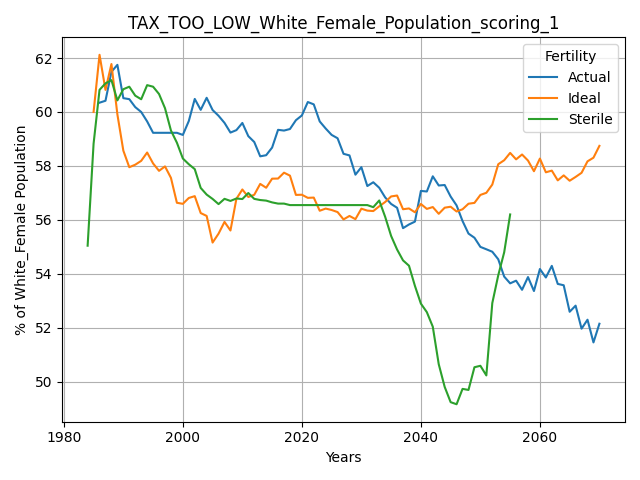 TAX_TOO_LOW_White_Female_Population_scoring_1
% of White_Female Population
62
60
58
56
54
52
50
1980
2000
2020
2040
2060
Years
Fertility
Actual
Ideal
Sterile